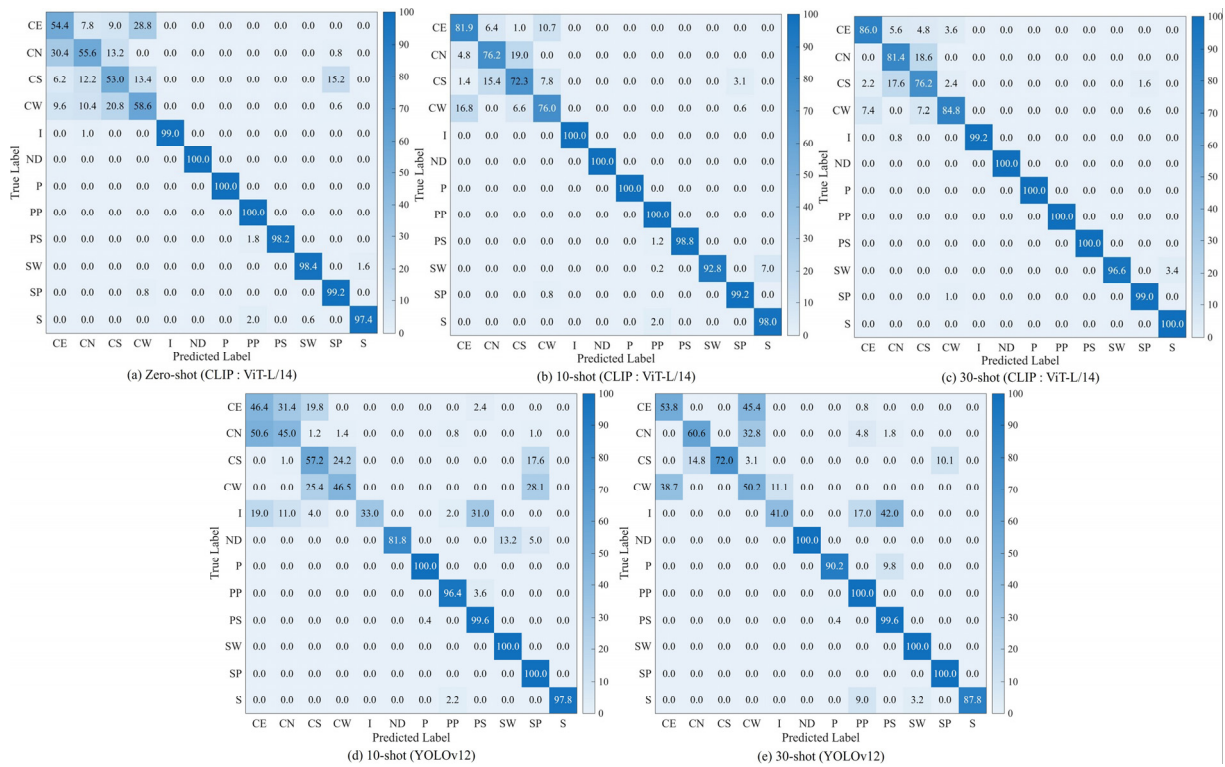 True Label
CE 54.4 7.8 9.0 28.8 0.0 0.0 0.0 0.0 0.0 0.0 0.0 0.0 100
CN 30.4 55.6 13.2 0.0 0.0 0.0 0.0 0.0 0.0 0.0 0.8 0.0 90
CS 6.2 12.2 53.0 13.4 0.0 0.0 0.0 0.0 0.0 0.0 15.2 0.0 80
CW 9.6 10.4 20.8 58.6 0.0 0.0 0.0 0.0 0.0 0.0 0.6 0.0 70
I 0.0 1.0 0.0 0.0 99.0 0.0 0.0 0.0 0.0 0.0 0.0 0.0 60
ND 0.0 0.0 0.0 0.0 0.0 100.0 0.0 0.0 0.0 0.0 0.0 0.0 50
P 0.0 0.0 0.0 0.0 0.0 0.0 100.0 0.0 0.0 0.0 0.0 0.0 40
PP 0.0 0.0 0.0 0.0 0.0 0.0 0.0 100.0 0.0 0.0 0.0 0.0 30
PS 0.0 0.0 0.0 0.0 0.0 0.0 0.0 1.8 98.2 0.0 0.0 0.0 20
SW 0.0 0.0 0.0 0.0 0.0 0.0 0.0 0.0 0.0 98.4 0.0 1.6
SP 0.0 0.0 0.0 0.8 0.0 0.0 0.0 0.0 0.0 0.0 99.2 0.0 10
S 0.0 0.0 0.0 0.0 0.0 0.0 0.0 2.0 0.0 0.6 0.0 97.4 0
CE CN CS CW I ND P PP PS SW SP S
Predicted Label
(a) Zero-shot (CLIP : ViT-L/14)
True Label
CE 81.9 6.4 1.0 10.7 0.0 0.0 0.0 0.0 0.0 0.0 0.0 0.0 100
CN 4.8 76.2 19.0 0.0 0.0 0.0 0.0 0.0 0.0 0.0 0.0 0.0 90
CS 1.4 15.4 72.3 7.8 0.0 0.0 0.0 0.0 0.0 0.0 3.1 0.0 80
CW 16.8 0.0 6.6 76.0 0.0 0.0 0.0 0.0 0.0 0.0 0.6 0.0 70
I 0.0 0.0 0.0 0.0 100.0 0.0 0.0 0.0 0.0 0.0 0.0 0.0 60
ND 0.0 0.0 0.0 0.0 0.0 100.0 0.0 0.0 0.0 0.0 0.0 0.0 50
P 0.0 0.0 0.0 0.0 0.0 0.0 100.0 0.0 0.0 0.0 0.0 0.0 40
PP 0.0 0.0 0.0 0.0 0.0 0.0 0.0 100.0 0.0 0.0 0.0 0.0 30
PS 0.0 0.0 0.0 0.0 0.0 0.0 0.0 1.2 98.8 0.0 0.0 0.0
SW 0.0 0.0 0.0 0.0 0.0 0.0 0.0 0.2 0.0 92.8 0.0 7.0 20
SP 0.0 0.0 0.0 0.8 0.0 0.0 0.0 0.0 0.0 0.0 99.2 0.0 10
S 0.0 0.0 0.0 0.0 0.0 0.0 0.0 2.0 0.0 0.0 0.0 98.0 0
CE CN CS CW I ND P PP PS SW SP S
Predicted Label
(b) 10-shot (CLIP : ViT-L/14)
True Label
CE 86.0 5.6 4.8 3.6 0.0 0.0 0.0 0.0 0.0 0.0 0.0 0.0 100
CN 0.0 81.4 18.6 0.0 0.0 0.0 0.0 0.0 0.0 0.0 0.0 0.0 90
CS 2.2 17.6 76.2 2.4 0.0 0.0 0.0 0.0 0.0 0.0 1.6 0.0 80
CW 7.4 0.0 7.2 84.8 0.0 0.0 0.0 0.0 0.0 0.0 0.6 0.0 70
I 0.0 0.8 0.0 0.0 99.2 0.0 0.0 0.0 0.0 0.0 0.0 0.0 60
ND 0.0 0.0 0.0 0.0 0.0 100.0 0.0 0.0 0.0 0.0 0.0 0.0 50
P 0.0 0.0 0.0 0.0 0.0 0.0 100.0 0.0 0.0 0.0 0.0 0.0 40
PP 0.0 0.0 0.0 0.0 0.0 0.0 0.0 100.0 0.0 0.0 0.0 0.0 30
PS 0.0 0.0 0.0 0.0 0.0 0.0 0.0 0.0 100.0 0.0 0.0 0.0
SW 0.0 0.0 0.0 0.0 0.0 0.0 0.0 0.0 0.0 96.6 0.0 3.4 20
SP 0.0 0.0 0.0 1.0 0.0 0.0 0.0 0.0 0.0 0.0 99.0 0.0 10
S 0.0 0.0 0.0 0.0 0.0 0.0 0.0 0.0 0.0 0.0 0.0 100.0 0
CE CN CS CW I ND P PP PS SW SP S
Predicted Label
(c) 30-shot (CLIP : ViT-L/14)
True Label
CE 46.4 31.4 19.8 0.0 0.0 0.0 0.0 0.0 2.4 0.0 0.0 0.0 100
CN 50.6 45.0 1.2 1.4 0.0 0.0 0.0 0.8 0.0 0.0 1.0 0.0 90
CS 0.0 1.0 57.2 24.2 0.0 0.0 0.0 0.0 0.0 0.0 17.6 0.0 80
CW 0.0 0.0 25.4 46.5 0.0 0.0 0.0 0.0 0.0 0.0 28.1 0.0 70
I 19.0 11.0 4.0 0.0 33.0 0.0 0.0 2.0 31.0 0.0 0.0 0.0 60
ND 0.0 0.0 0.0 0.0 0.0 81.8 0.0 0.0 0.0 13.2 5.0 0.0 50
P 0.0 0.0 0.0 0.0 0.0 0.0 100.0 0.0 0.0 0.0 0.0 0.0 40
PP 0.0 0.0 0.0 0.0 0.0 0.0 0.0 96.4 3.6 0.0 0.0 0.0 30
PS 0.0 0.0 0.0 0.0 0.0 0.0 0.4 0.0 99.6 0.0 0.0 0.0
SW 0.0 0.0 0.0 0.0 0.0 0.0 0.0 0.0 0.0 100.0 0.0 0.0 20
SP 0.0 0.0 0.0 0.0 0.0 0.0 0.0 0.0 0.0 0.0 100.0 0.0 10
S 0.0 0.0 0.0 0.0 0.0 0.0 0.0 2.2 0.0 0.0 0.0 97.8 0
CE CN CS CW I ND P PP PS SW SP S
Predicted Label
(d) 10-shot (YOLOv12)
True Label
CE 53.8 0.0 0.0 45.4 0.0 0.0 0.0 0.8 0.0 0.0 0.0 0.0 100
CN 0.0 60.6 0.0 32.8 0.0 0.0 0.0 4.8 1.8 0.0 0.0 0.0 90
CS 0.0 14.8 72.0 3.1 0.0 0.0 0.0 0.0 0.0 0.0 10.1 0.0 80
CW 38.7 0.0 0.0 50.2 11.1 0.0 0.0 0.0 0.0 0.0 0.0 0.0 70
I 0.0 0.0 0.0 0.0 41.0 0.0 0.0 17.0 42.0 0.0 0.0 0.0 60
ND 0.0 0.0 0.0 0.0 0.0 100.0 0.0 0.0 0.0 0.0 0.0 0.0 50
P 0.0 0.0 0.0 0.0 0.0 0.0 90.2 0.0 9.8 0.0 0.0 0.0 40
PP 0.0 0.0 0.0 0.0 0.0 0.0 0.0 100.0 0.0 0.0 0.0 0.0 30
PS 0.0 0.0 0.0 0.0 0.0 0.0 0.4 0.0 99.6 0.0 0.0 0.0
SW 0.0 0.0 0.0 0.0 0.0 0.0 0.0 0.0 0.0 100.0 0.0 0.0 20
SP 0.0 0.0 0.0 0.0 0.0 0.0 0.0 0.0 0.0 0.0 100.0 0.0 10
S 0.0 0.0 0.0 0.0 0.0 0.0 0.0 9.0 0.0 3.2 0.0 87.8 0
CE CN CS CW I ND P PP PS SW SP S
Predicted Label
(e) 30-shot (YOLOv12)